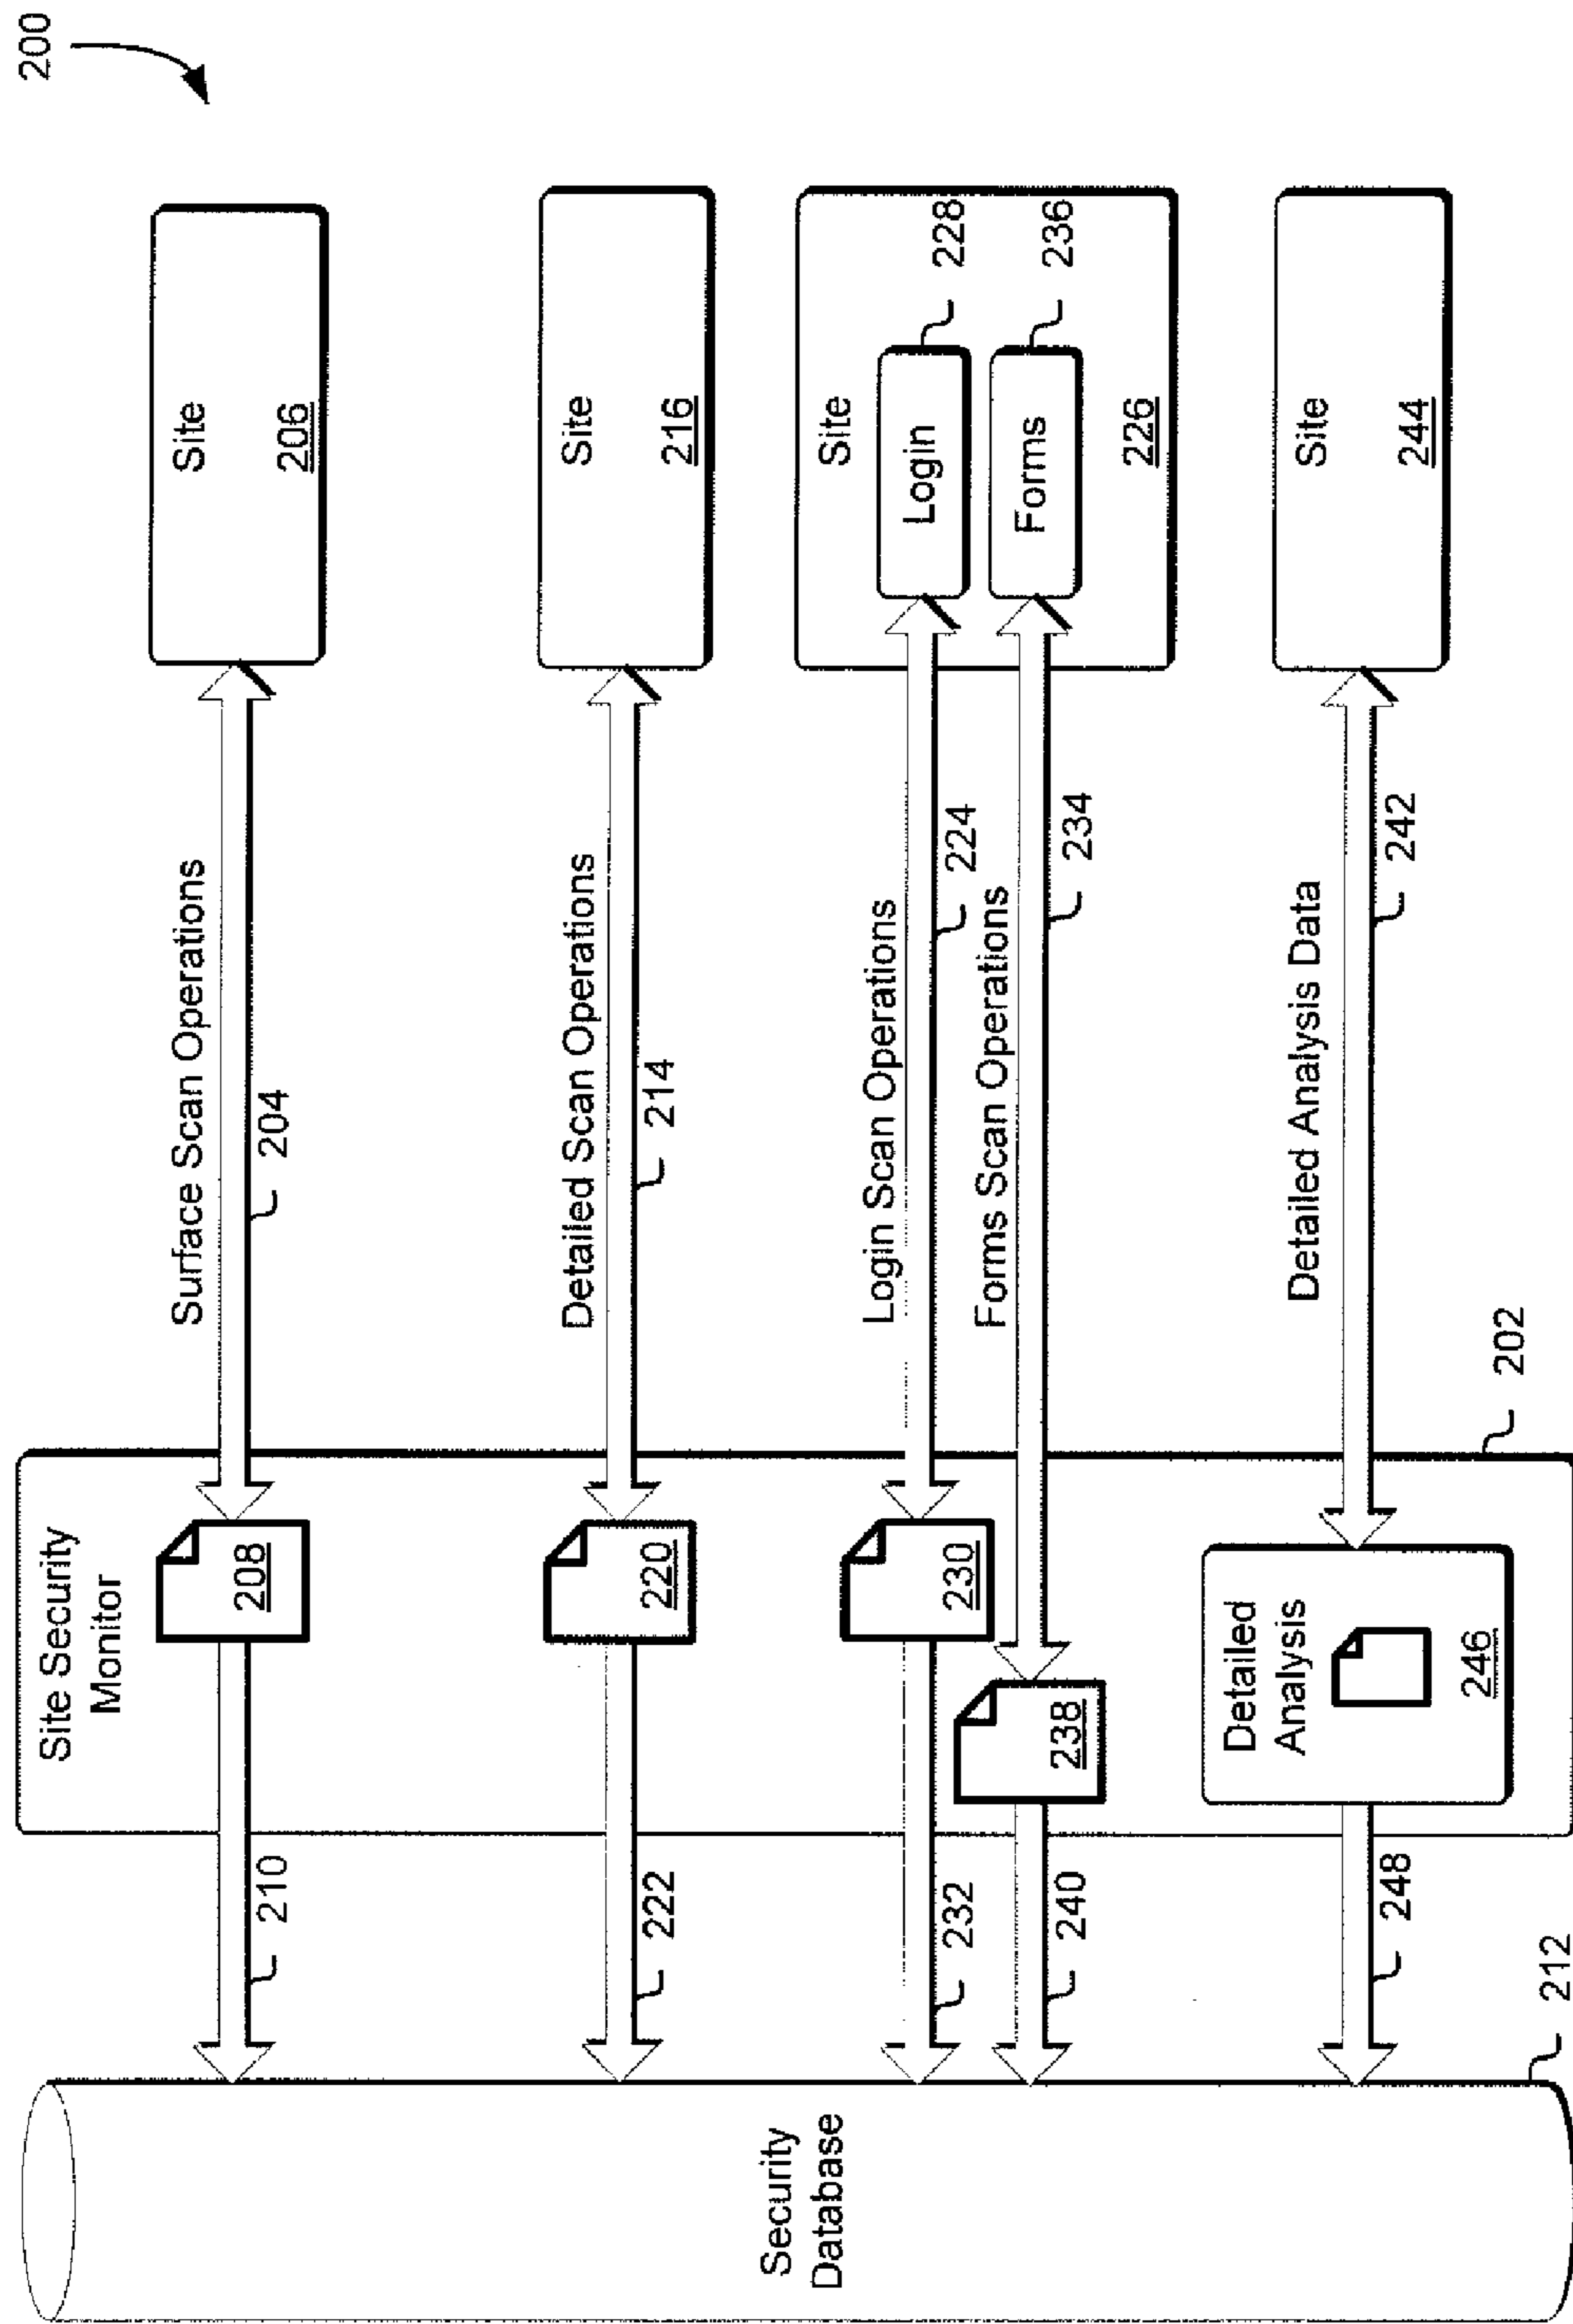 200
Security
Database
212
Site Security
Monitor
202
210
208
Surface Scan Operations
204
Site
206
222
220
Detailed Scan Operations
214
Site
216
232
230
Login Scan Operations
224
Site
Login
228
240
238
Forms Scan Operations
234
Forms
236
226
248
Detailed
Analysis
246
Detailed Analysis Data
242
Site
244